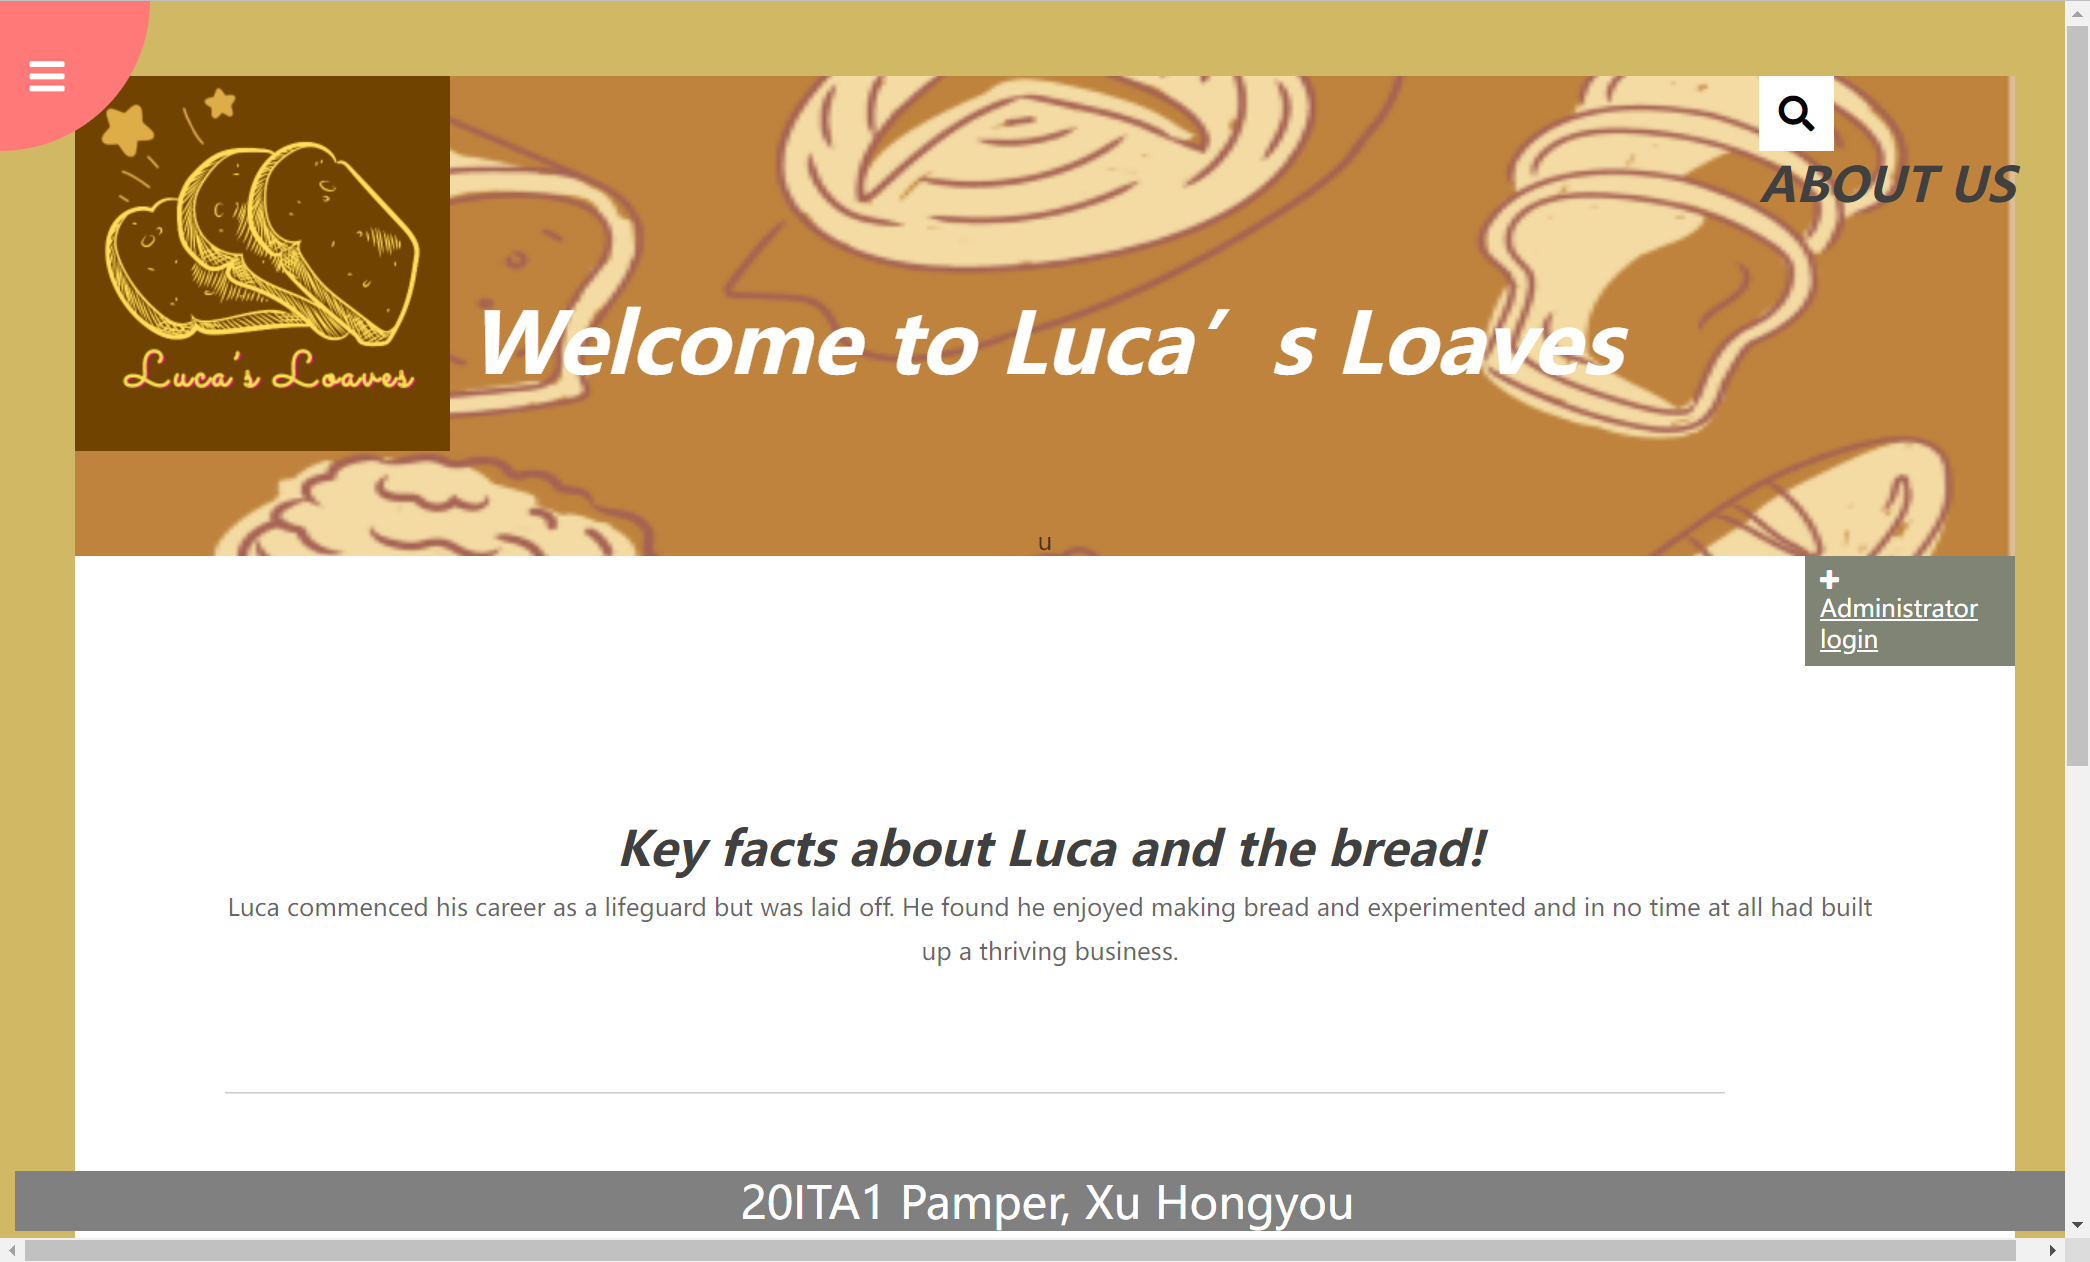 ABOUT US
Luca's Loaves
Welcome to Luca’s Loaves
u
Administrator
login
Key facts about Luca and the bread!
Luca commenced his career as a lifeguard but was laid off. He found he enjoyed making bread and experimented and in no time at all had built
up a thriving business.
20ITA1 Pamper, Xu Hongyou